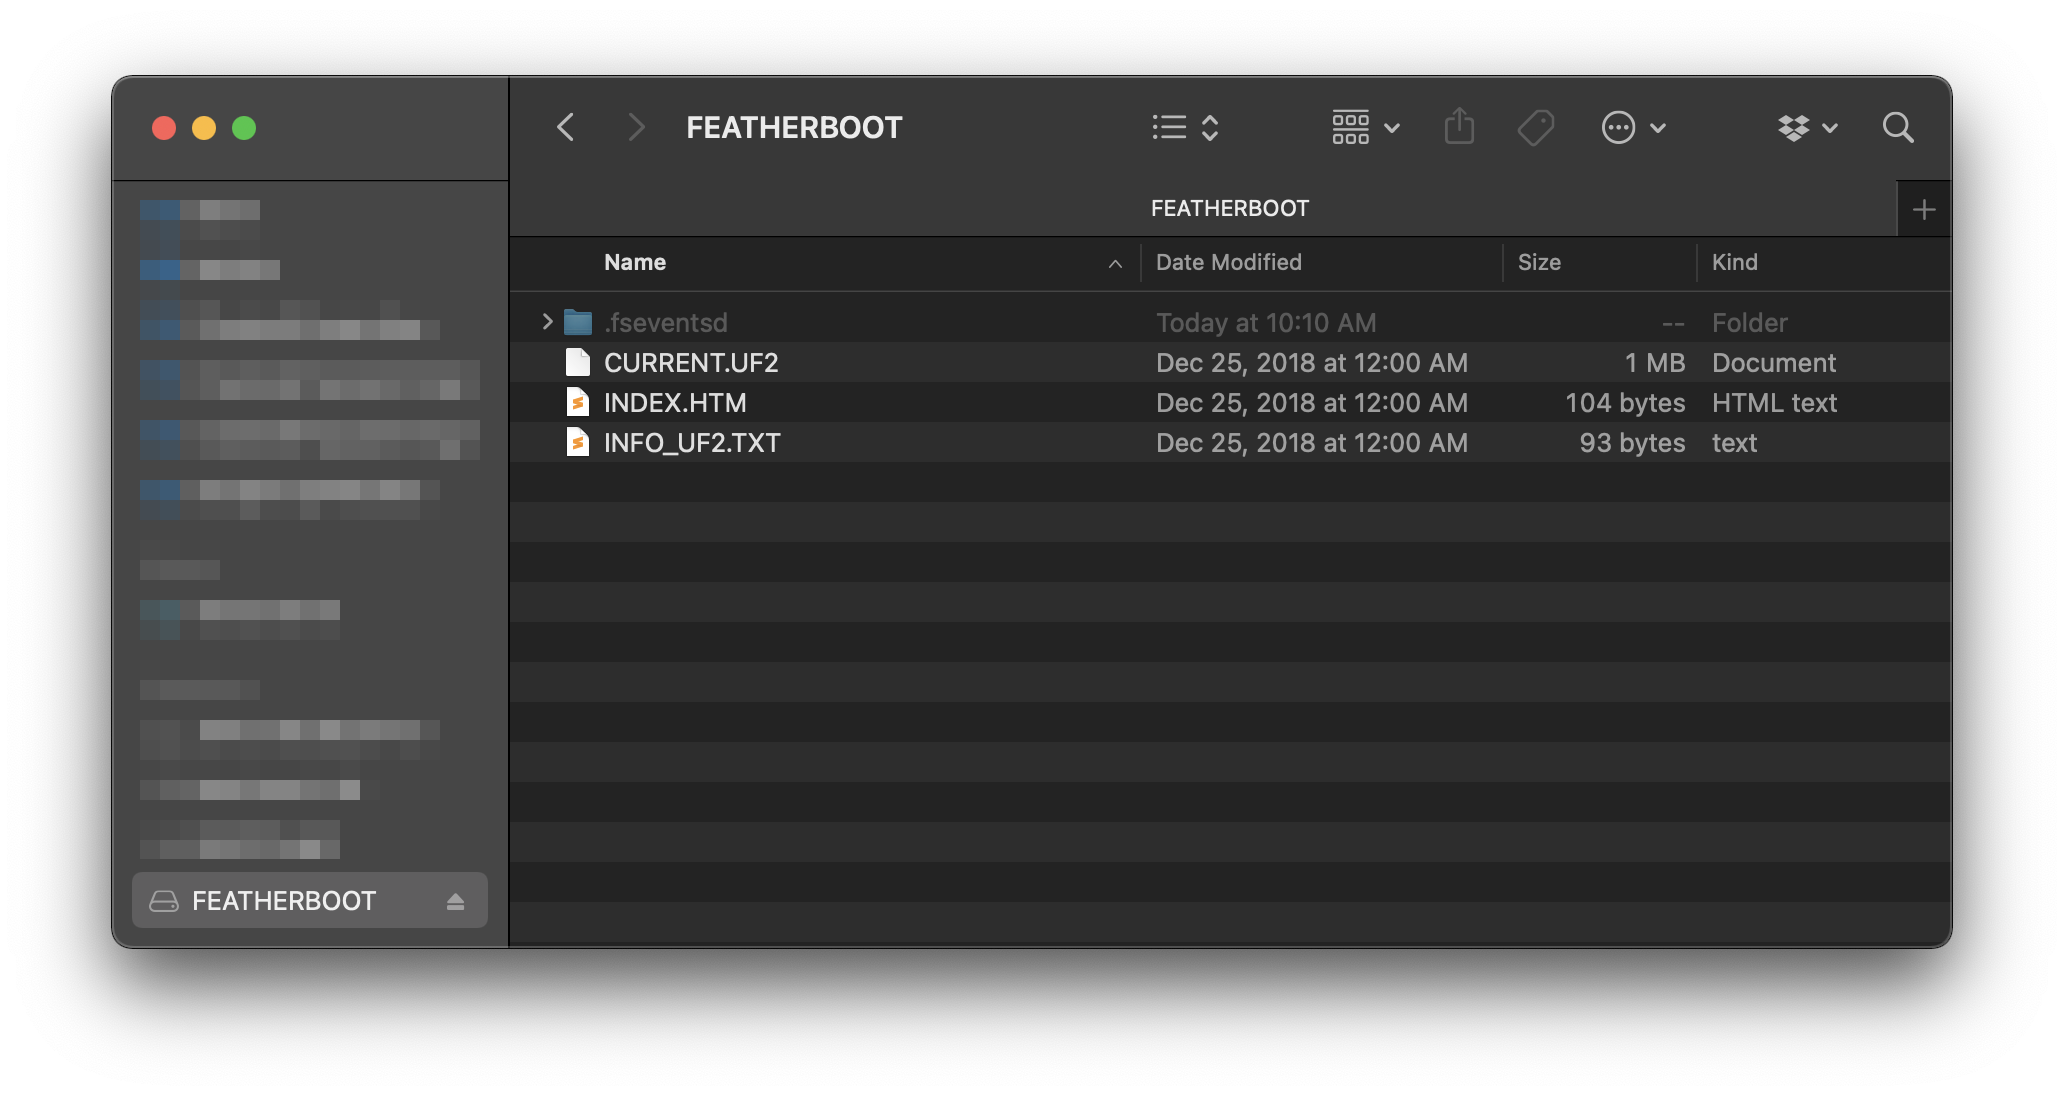 FEATHERBOOT
FEATHERBOOT
Name Date Modified Size Kind
.fseventsd Today at 10:10 AM -- Folder
CURRENT.UF2 Dec 25, 2018 at 12:00 AM 1 MB Document
INDEX.HTM Dec 25, 2018 at 12:00 AM 104 bytes HTML text
INFO_UF2.TXT Dec 25, 2018 at 12:00 AM 93 bytes text
FEATHERBOOT